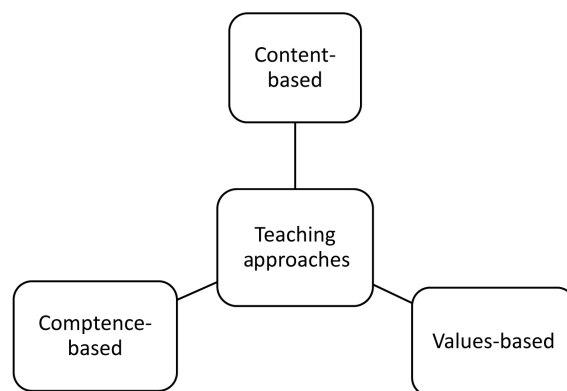 Content-
based
Teaching
approaches
Comptence-
based
Values-based